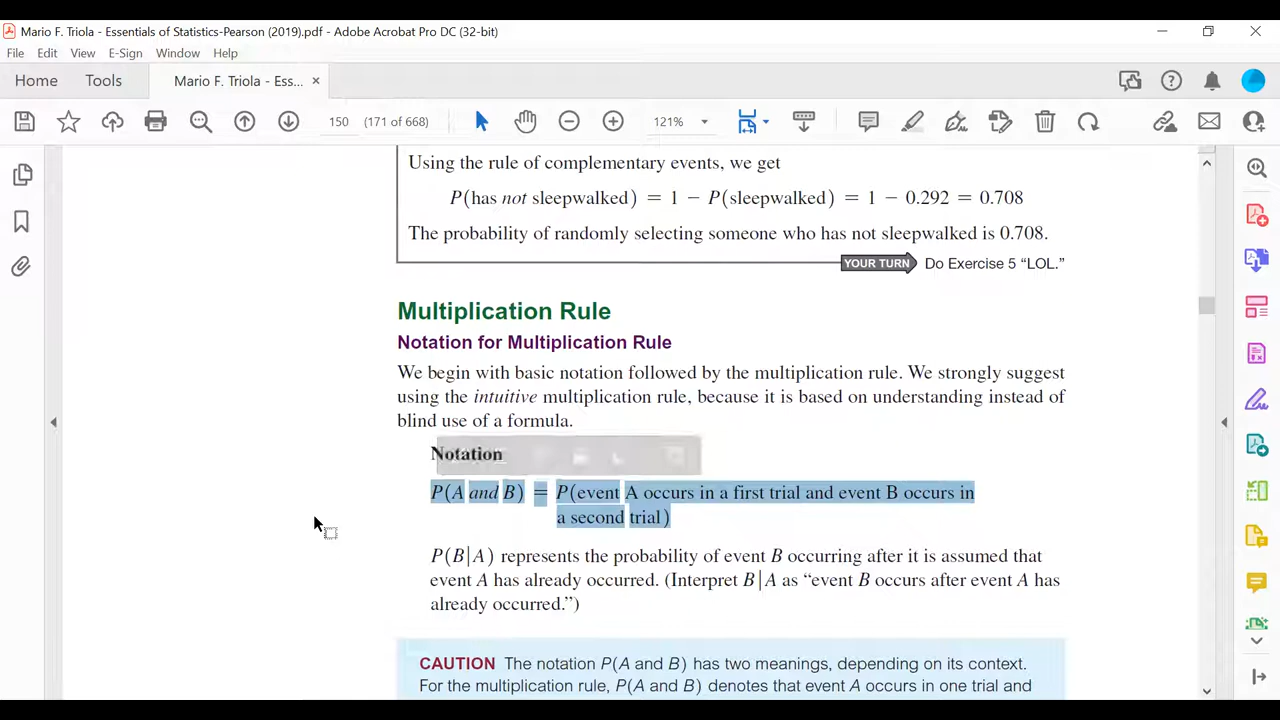 Mario F. Triola - Essentials of Statistics-Pearson (2019).pdf - Adobe Acrobat Pro DC (32-bit)
File Edit View E-Sign Window Help
Home Tools Mario F. Triola - Ess... ×
150 (171 of 668) 121%
Using the rule of complementary events, we get
P(has not sleepwalked) = 1 − P(sleepwalked) = 1 − 0.292 = 0.708
The probability of randomly selecting someone who has not sleepwalked is 0.708.
YOUR TURN Do Exercise 5 “LOL.”
Multiplication Rule
Notation for Multiplication Rule
We begin with basic notation followed by the multiplication rule. We strongly suggest
using the intuitive multiplication rule, because it is based on understanding instead of
blind use of a formula.
Notation
P(A and B) = P(event A occurs in a first trial and event B occurs in
a second trial)
P(B|A) represents the probability of event B occurring after it is assumed that
event A has already occurred. (Interpret B|A as “event B occurs after event A has
already occurred.”)
CAUTION The notation P(A and B) has two meanings, depending on its context.
For the multiplication rule, P(A and B) denotes that event A occurs in one trial and